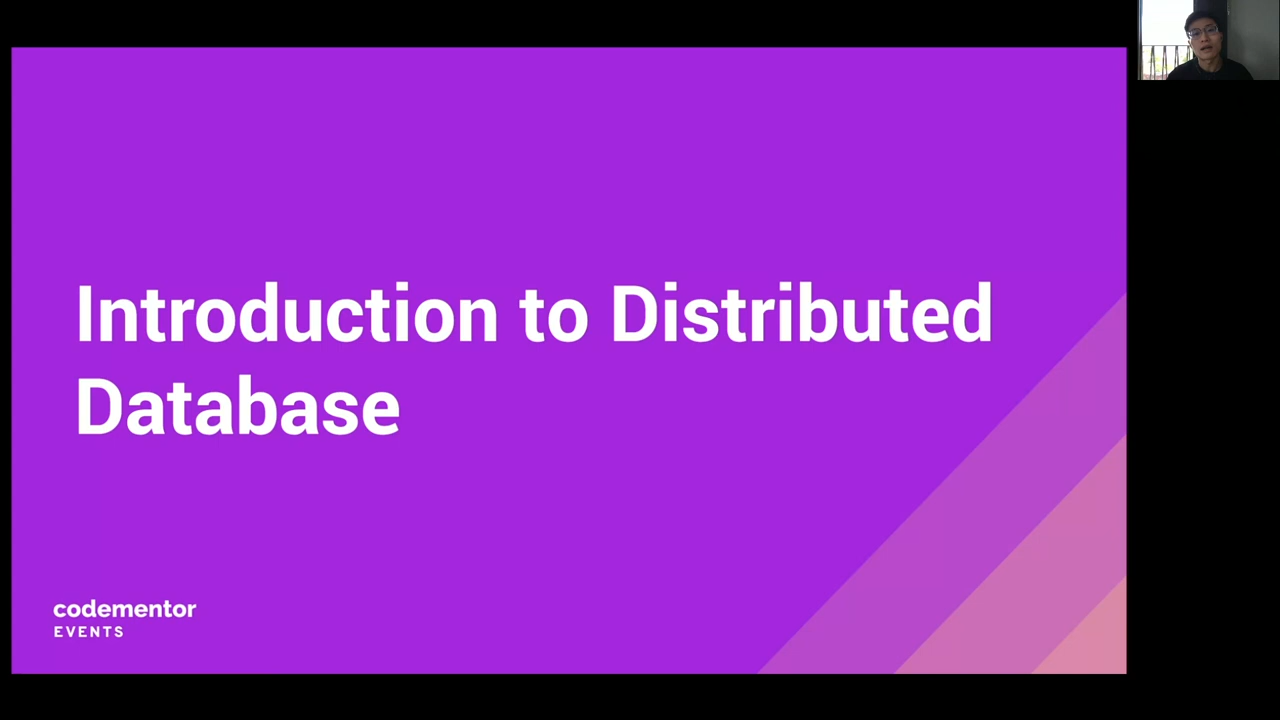 Introduction to Distributed
Database
codementor
EVENTS